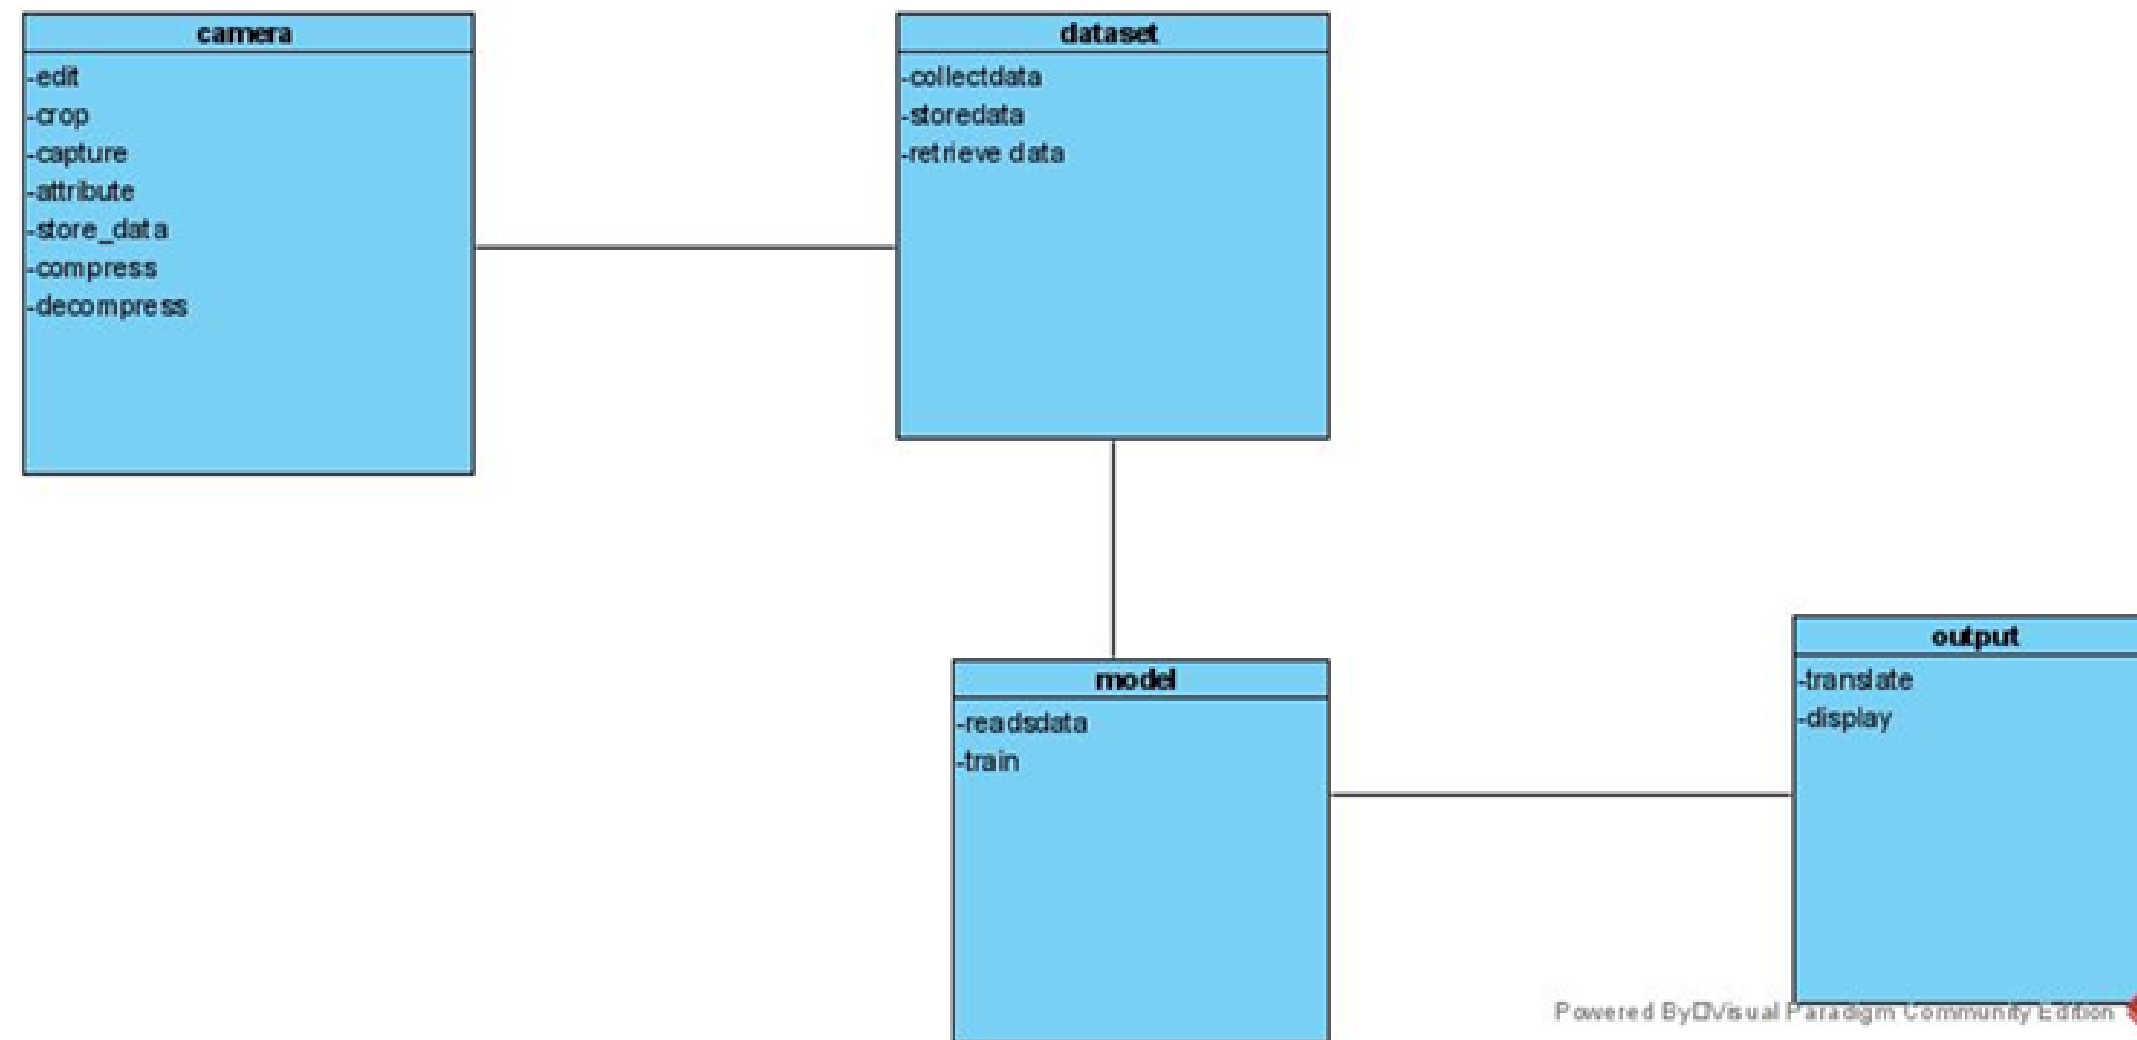 camera
-edit
-crop
-capture
-attribute
-store_data
-compress
-decompress
dataset
-collectdata
-storedata
-retrieve data
model
-readsdata
-train
output
-translate
-display
Powered By Visual Paradigm Community Edition